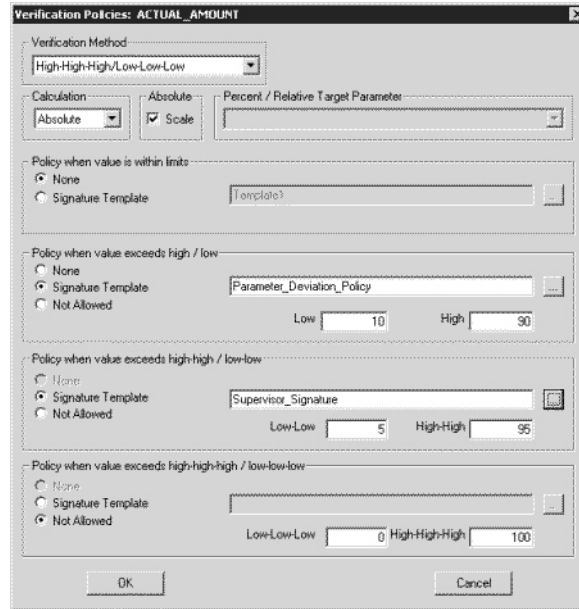 Verification Policies: ACTUAL_AMOUNT
Verification Method
High-High-High/Low-Low-Low
Calculation
Absolute
Absolute
Scale
Percent / Relative Target Parameter
Policy when value is within limits
None
Signature Template
Template1
...
Policy when value exceeds high / low
None
Signature Template
Parameter_Deviation_Policy
...
Not Allowed
Low 10 High 90
Policy when value exceeds high-high / low-low
None
Signature Template
Supervisor_Signature
...
Not Allowed
Low-Low 5 High-High 95
Policy when value exceeds high-high-high / low-low-low
None
Signature Template
...
Not Allowed
Low-Low-Low 0 High-High-High 100
OK Cancel